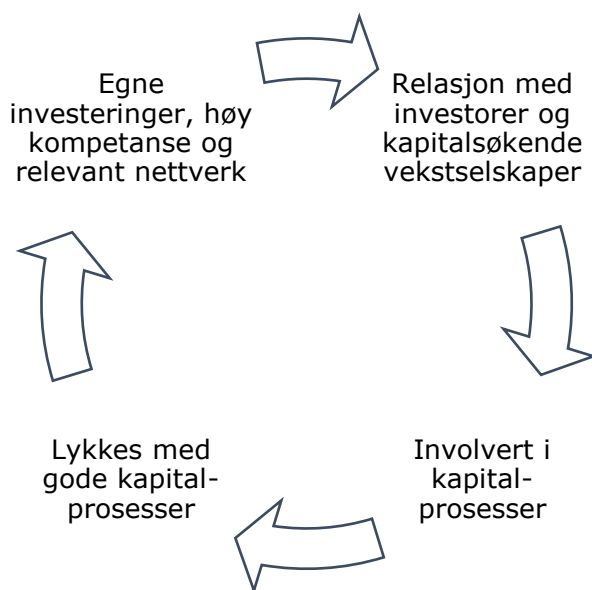 Egne
investeringer, høy
kompetanse og
relevant nettverk
Relasjon med
investorer og
kapitalsøkende
vekstselskaper
Involvert i
kapital-
prosesser
Lykkes med
gode kapital-
prosesser